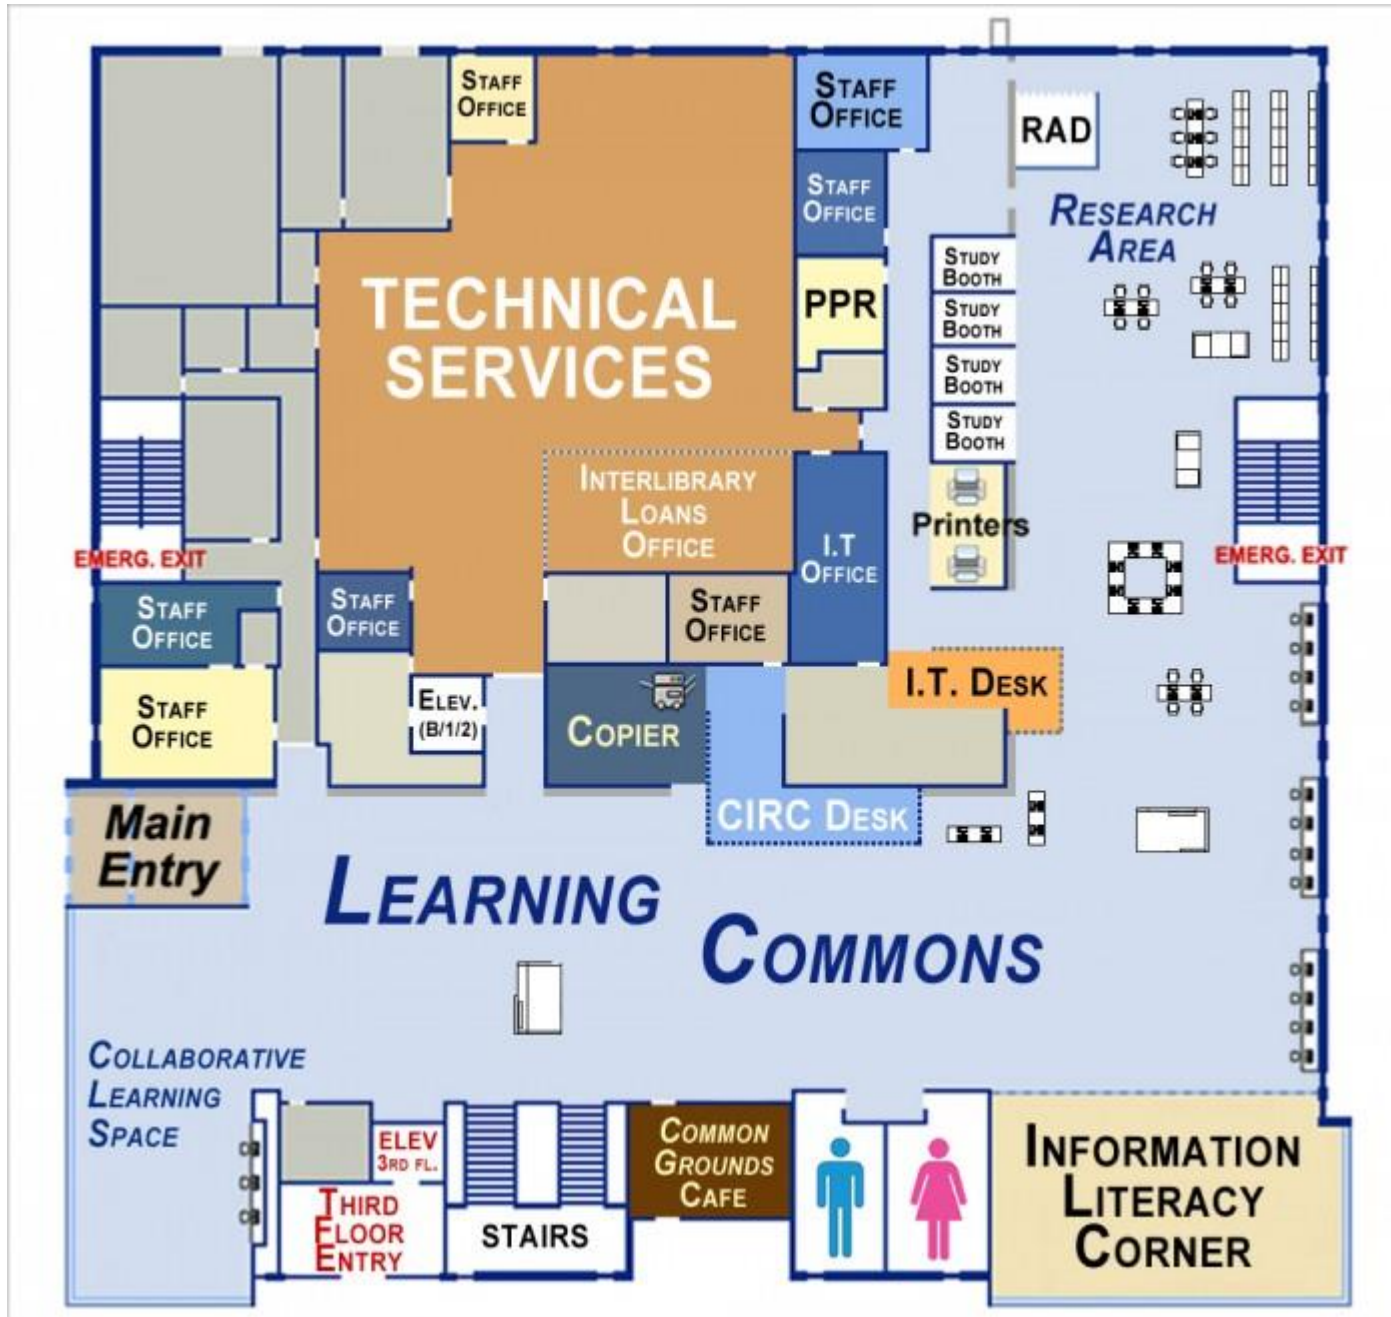 STAFF
OFFICE
STAFF
OFFICE
RAD
STAFF
OFFICE
RESEARCH
AREA
STUDY
BOOTH
TECHNICAL
SERVICES
PPR
STUDY
BOOTH
STUDY
BOOTH
STUDY
BOOTH
INTERLIBRARY
LOANS
OFFICE
Printers
I.T
OFFICE
EMERG. EXIT
EMERG. EXIT
STAFF
OFFICE
STAFF
OFFICE
STAFF
OFFICE
STAFF
OFFICE
ELEV.
(B/1/2)
COPIER
I.T. DESK
CIRC DESK
Main
Entry
LEARNING
COMMONS
COLLABORATIVE
LEARNING
SPACE
ELEV
3RD FL.
THIRD
FLOOR
ENTRY
STAIRS
COMMON
GROUNDS
CAFE
INFORMATION
LITERACY
CORNER